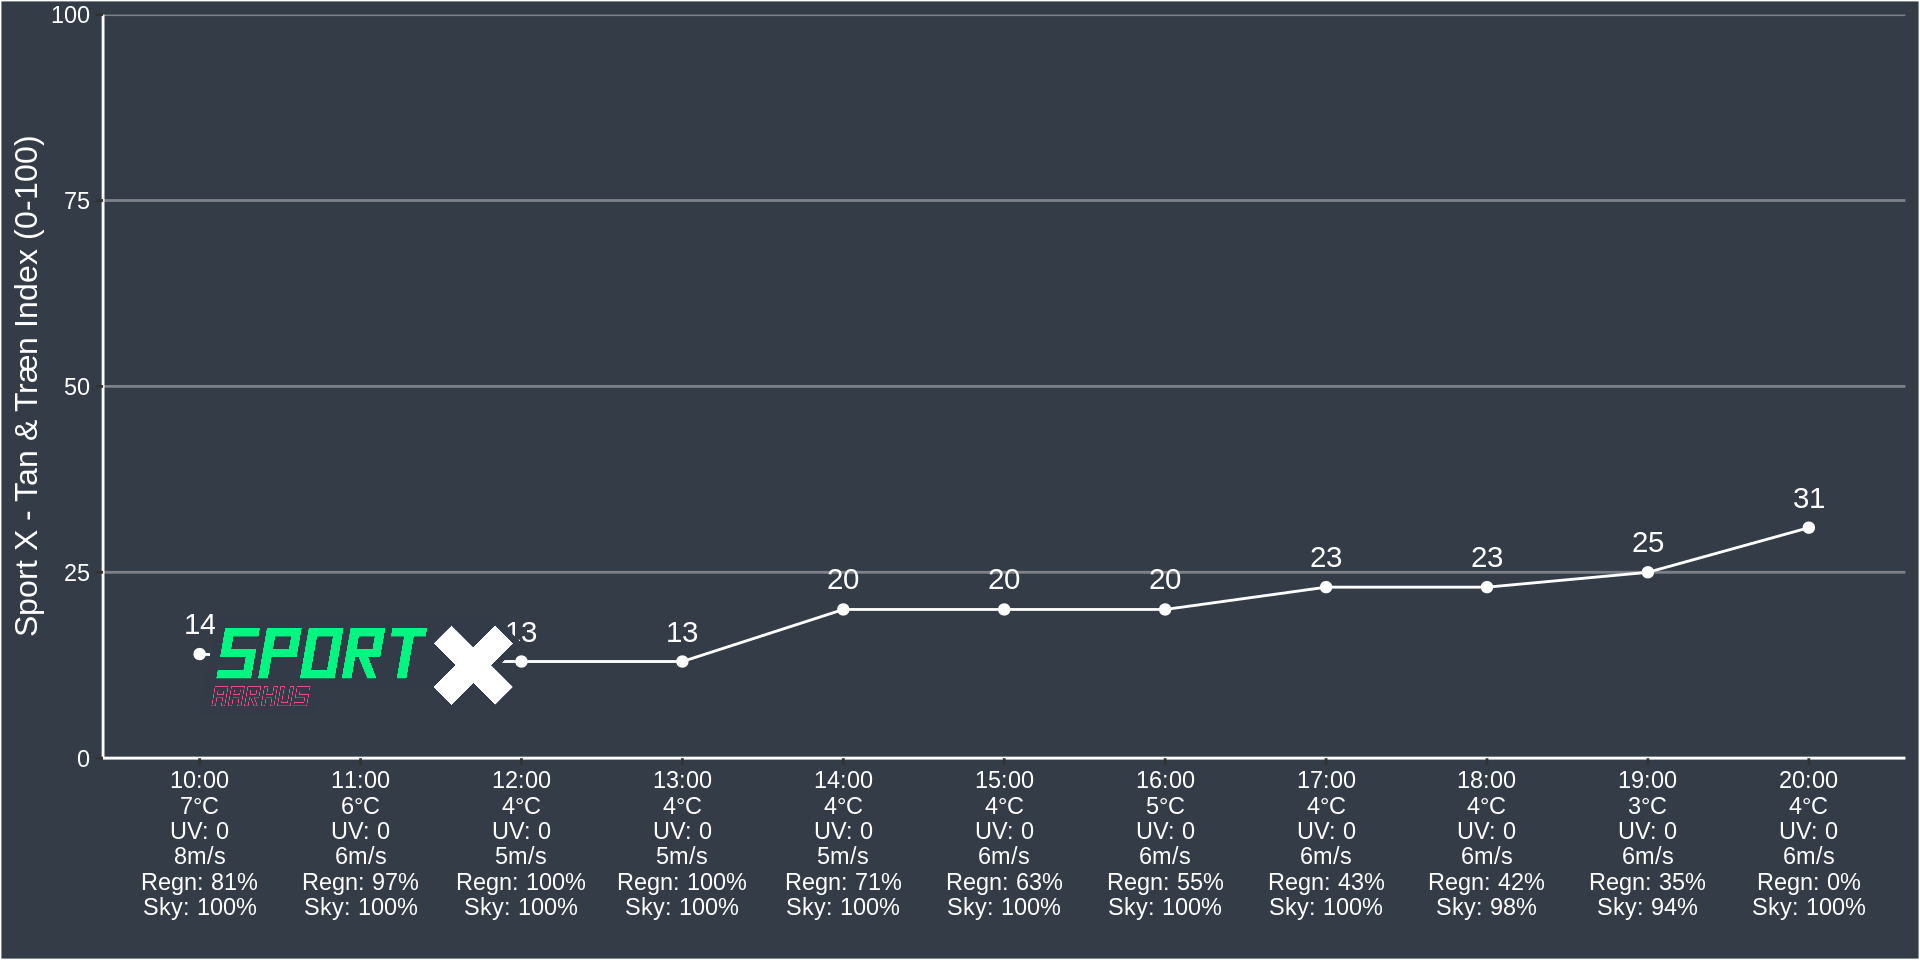 Sport X - Tan & Træn Index (0-100)
100
75
50
25
0
14
13
13
20
20
20
23
23
25
31
SPORT X
AARHUS
10:00 11:00 12:00 13:00 14:00 15:00 16:00 17:00 18:00 19:00 20:00
7°C 6°C 4°C 4°C 4°C 4°C 5°C 4°C 4°C 3°C 4°C
UV: 0 UV: 0 UV: 0 UV: 0 UV: 0 UV: 0 UV: 0 UV: 0 UV: 0 UV: 0 UV: 0
8m/s 6m/s 5m/s 5m/s 5m/s 6m/s 6m/s 6m/s 6m/s 6m/s 6m/s
Regn: 81% Regn: 97% Regn: 100% Regn: 100% Regn: 71% Regn: 63% Regn: 55% Regn: 43% Regn: 42% Regn: 35% Regn: 0%
Sky: 100% Sky: 100% Sky: 100% Sky: 100% Sky: 100% Sky: 100% Sky: 100% Sky: 100% Sky: 98% Sky: 94% Sky: 100%